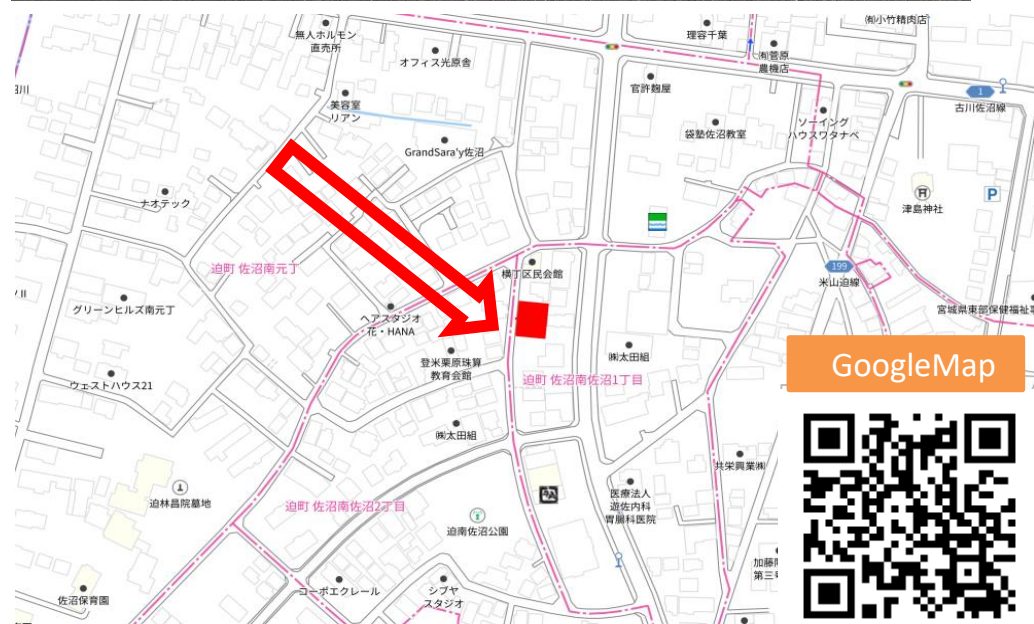 ㈲小竹精肉店
無人ホルモン
直売所
理容千葉
オフィス光原舎
㈲菅原
農機店
官許麹屋
1
古川佐沼線
美容室
リアン
袋塾佐沼教室
ソーイング
ハウスワタナベ
GrandSara'y佐沼
ナオテック
津島神社
P
迫町 佐沼南元丁
横丁区民会館
199
米山迫線
グリーンヒルズ南元丁
ヘアスタジオ
花・HANA
宮城県東部保健福祉事
㈱太田組
登米栗原珠算
教育会館
GoogleMap
ウェストハウス21
迫町 佐沼南佐沼1丁目
㈱太田組
共栄興業㈱
迫林昌院墓地
迫町 佐沼南佐沼2丁目
医療法人
遊佐内科
胃腸科医院
迫南佐沼公園
加藤
第三
佐沼保育園
コーポエクレール
シブヤ
スタジオ